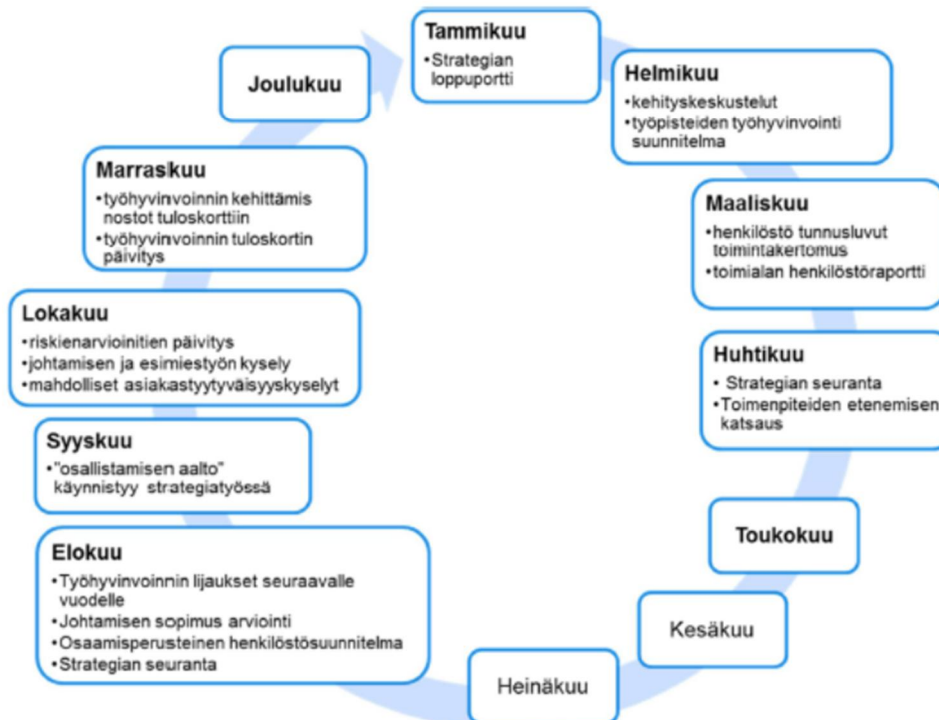 Tammikuu
•Strategian
loppuportti
Helmikuu
•kehityskeskustelut
•työpisteiden työhyvinvointi
suunnitelma
Maaliskuu
•henkilöstö tunnusluvut
toimintakertomus
•toimialan henkilöstöraportti
Huhtikuu
• Strategian seuranta
•Toimenpiteiden etenemisen
katsaus
Toukokuu
Kesäkuu
Heinäkuu
Elokuu
•Työhyvinvoinnin lijaukset seuraavalle
vuodelle
•Johtamisen sopimus arviointi
•Osaamisperusteinen henkilöstösuunnitelma
•Strategian seuranta
Syyskuu
•"osallistamisen aalto"
käynnistyy strategiatyössä
Lokakuu
•riskienarvioinitien päivitys
•johtamisen ja esimiestyön kysely
•mahdolliset asiakastyytyväisyyskyselyt
Marraskuu
•työhyvinvoinnin kehittämis
nostot tuloskorttiin
•työhyvinvoinnin tuloskortin
päivitys
Joulukuu